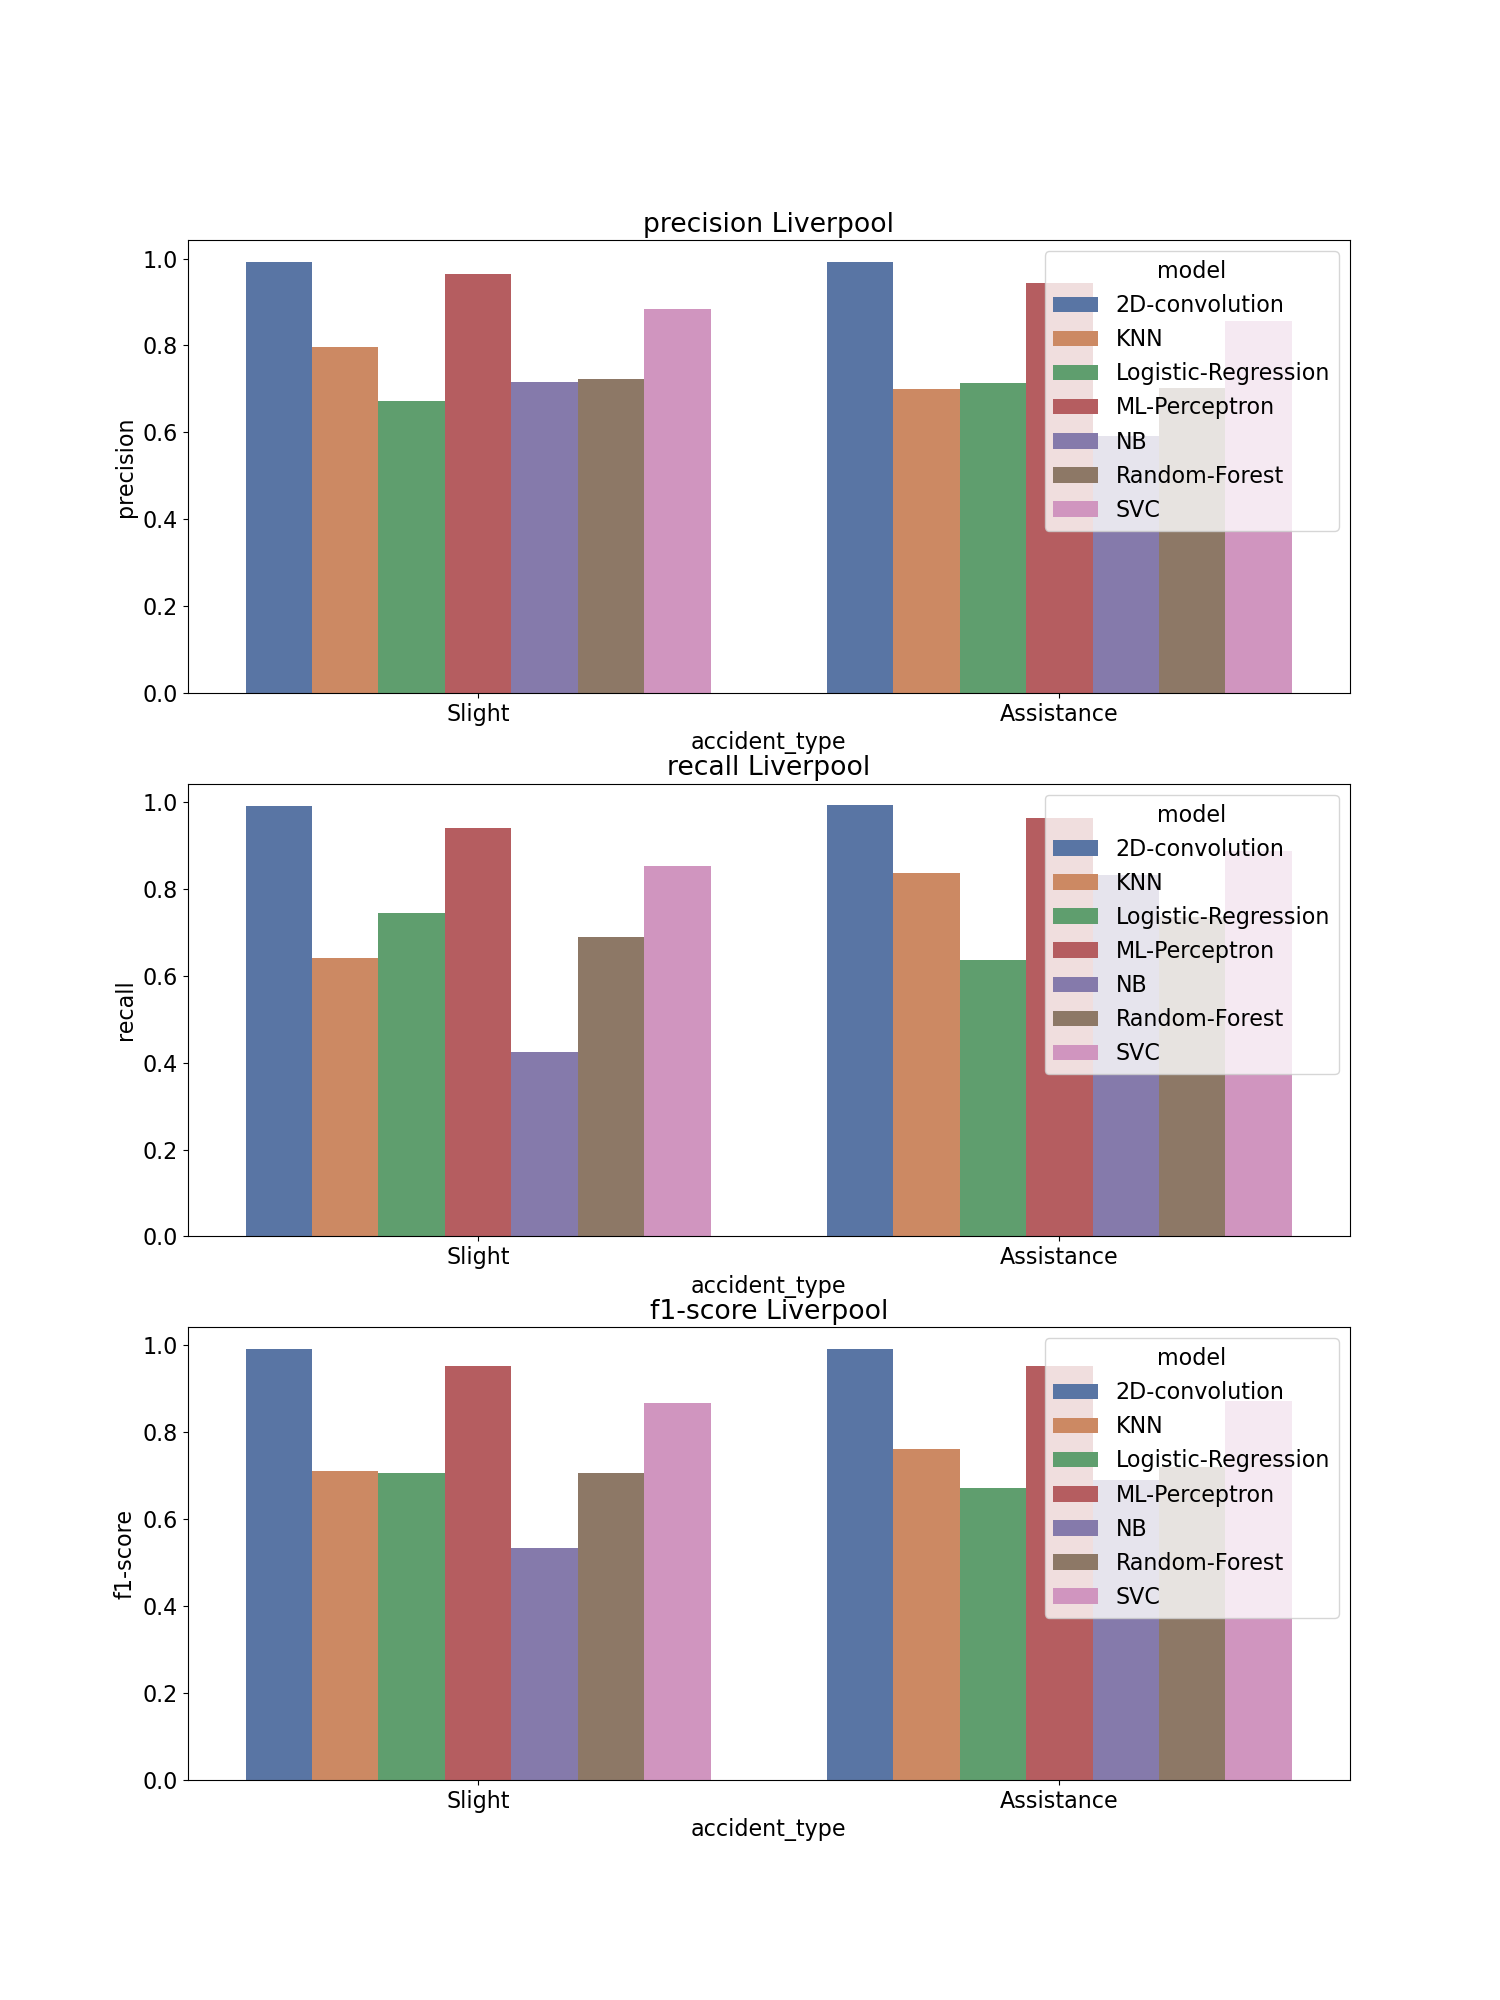 precision Liverpool
1.0
0.8
0.6
0.4
0.2
0.0
precision
model
2D-convolution
KNN
Logistic-Regression
ML-Perceptron
NB
Random-Forest
SVC
Slight Assistance
accident_type
recall Liverpool
1.0
0.8
0.6
0.4
0.2
0.0
recall
model
2D-convolution
KNN
Logistic-Regression
ML-Perceptron
NB
Random-Forest
SVC
Slight Assistance
accident_type
f1-score Liverpool
1.0
0.8
0.6
0.4
0.2
0.0
f1-score
model
2D-convolution
KNN
Logistic-Regression
ML-Perceptron
NB
Random-Forest
SVC
Slight Assistance
accident_type